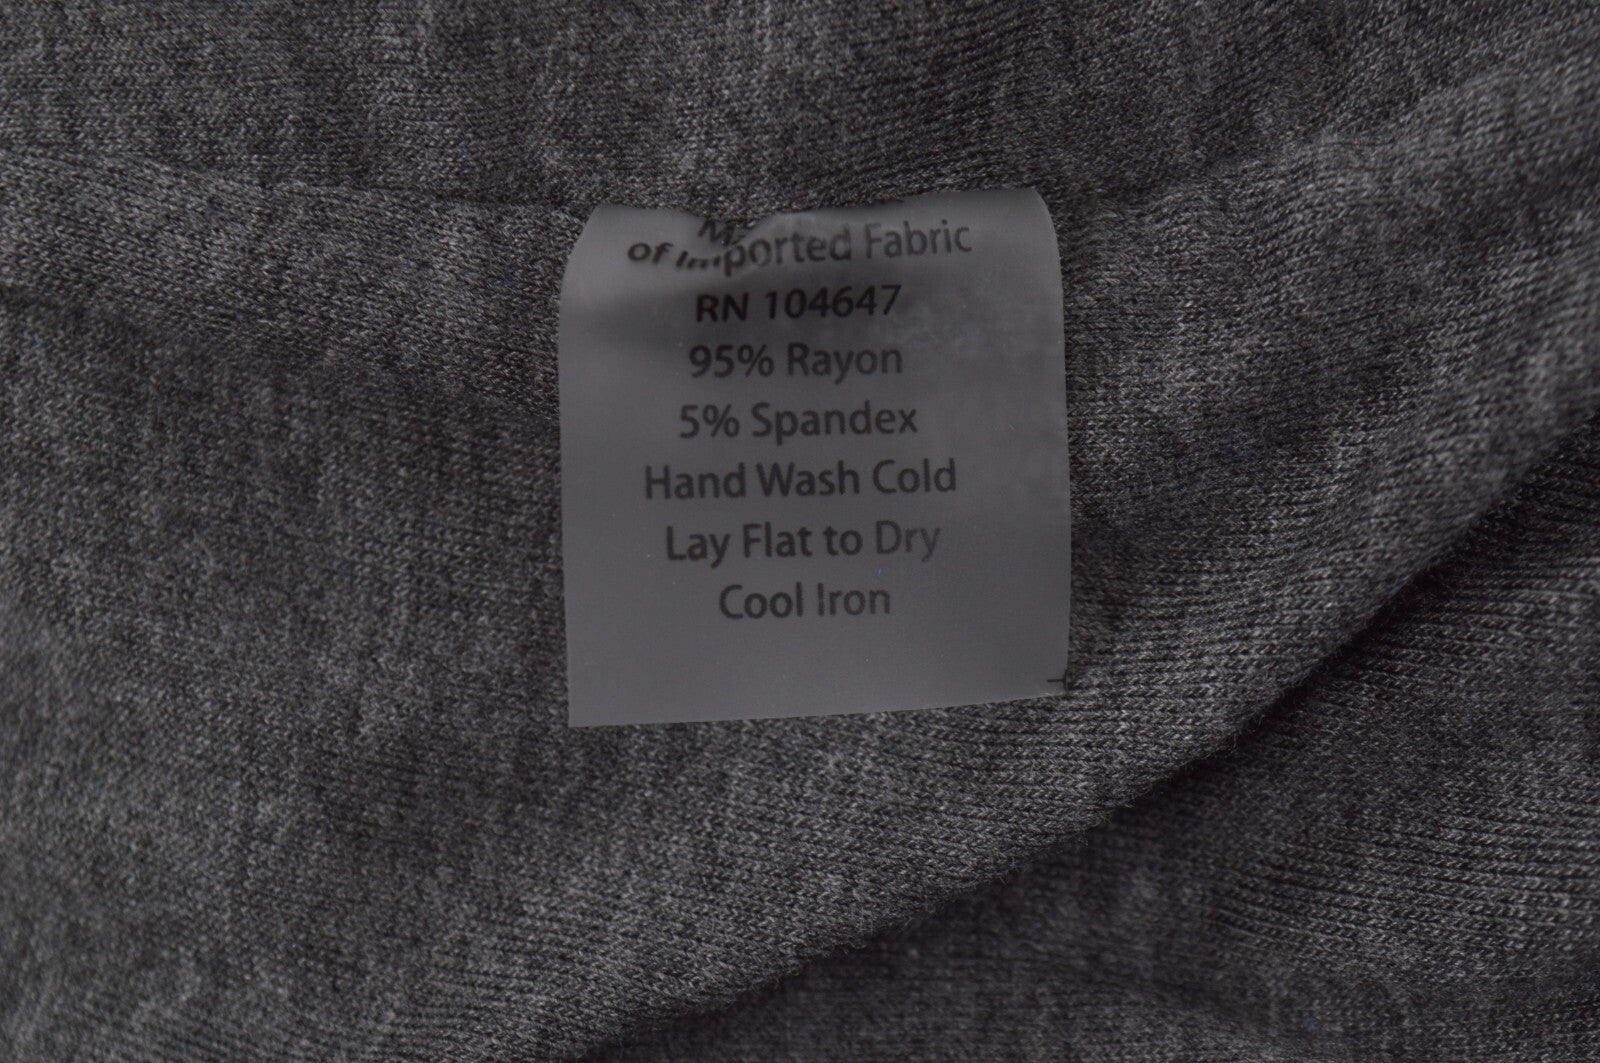 of Imported Fabric
RN 104647
95% Rayon
5% Spandex
Hand Wash Cold
Lay Flat to Dry
Cool Iron